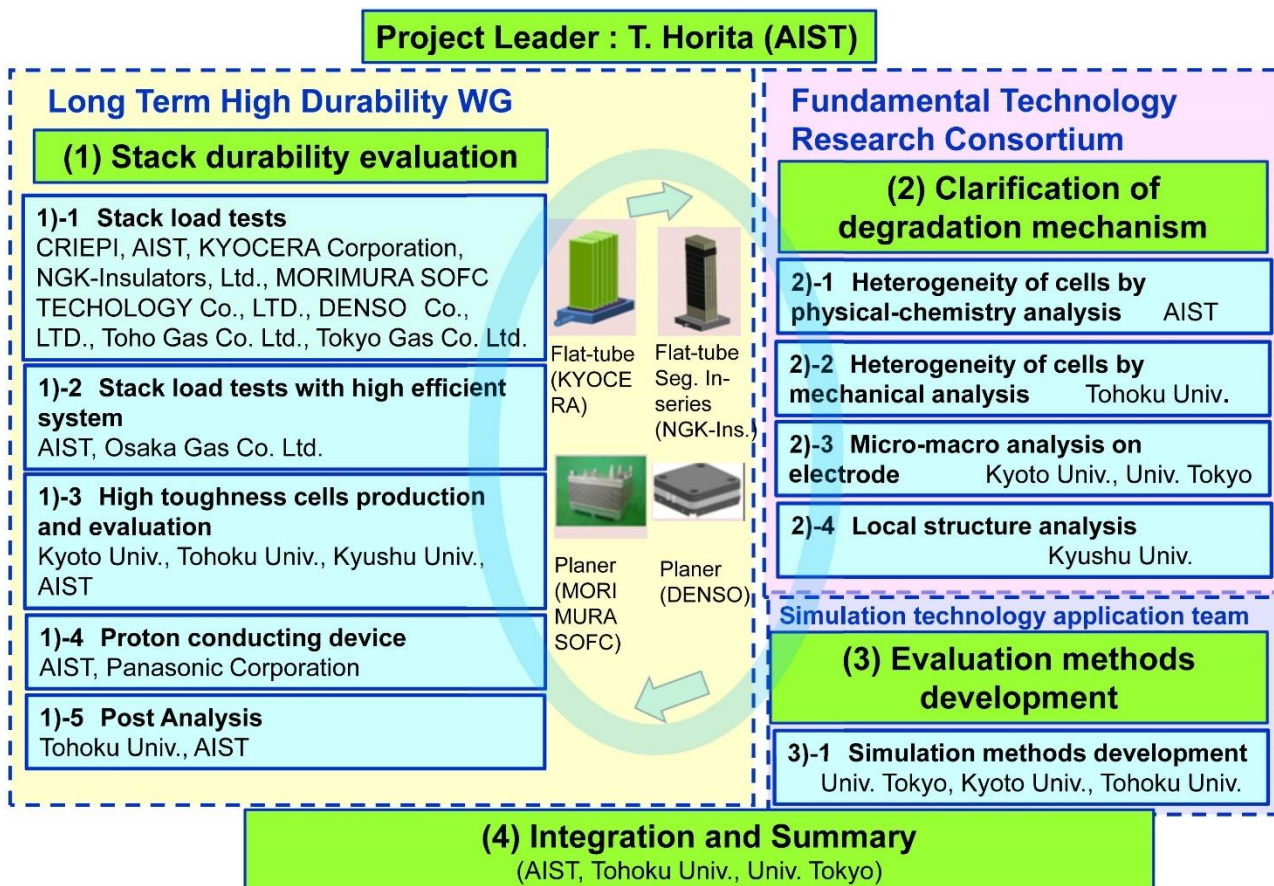 Project Leader : T. Horita (AIST)
Long Term High Durability WG
(1) Stack durability evaluation
1)-1 Stack load tests
CRIEPI, AIST, KYOCERA Corporation,
NGK-Insulators, Ltd., MORIMURA SOFC
TECHOLOGY Co., LTD., DENSO Co.,
LTD., Toho Gas Co. Ltd., Tokyo Gas Co. Ltd.
1)-2 Stack load tests with high efficient
system
AIST, Osaka Gas Co. Ltd.
1)-3 High toughness cells production
and evaluation
Kyoto Univ., Tohoku Univ., Kyushu Univ.,
AIST
1)-4 Proton conducting device
AIST, Panasonic Corporation
1)-5 Post Analysis
Tohoku Univ., AIST
Flat-tube
(KYOCE
RA)
Flat-tube
Seg. In-
series
(NGK-Ins.)
Planer
(MORI
MURA
SOFC)
Planer
(DENSO)
Fundamental Technology
Research Consortium
(2) Clarification of
degradation mechanism
2)-1 Heterogeneity of cells by
physical-chemistry analysis AIST
2)-2 Heterogeneity of cells by
mechanical analysis Tohoku Univ.
2)-3 Micro-macro analysis on
electrode Kyoto Univ., Univ. Tokyo
2)-4 Local structure analysis
Kyushu Univ.
Simulation technology application team
(3) Evaluation methods
development
3)-1 Simulation methods development
Univ. Tokyo, Kyoto Univ., Tohoku Univ.
(4) Integration and Summary
(AIST, Tohoku Univ., Univ. Tokyo)